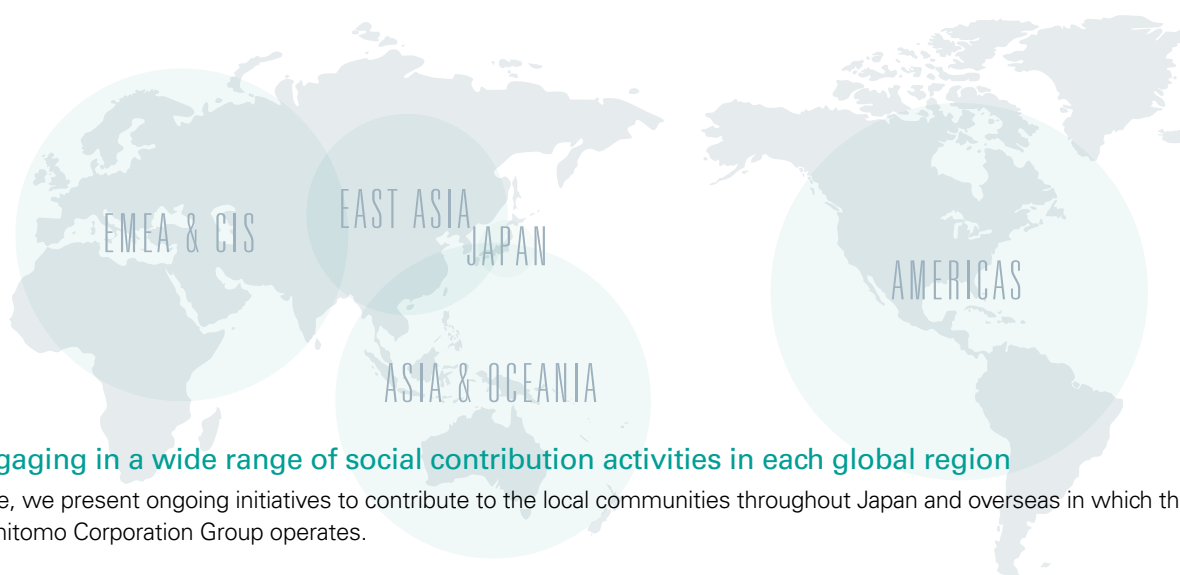 EMEA & CIS
EAST ASIA
JAPAN
AMERICAS
ASIA & OCEANIA
gaging in a wide range of social contribution activities in each global region
e, we present ongoing initiatives to contribute to the local communities throughout Japan and overseas in which th
nitomo Corporation Group operates.